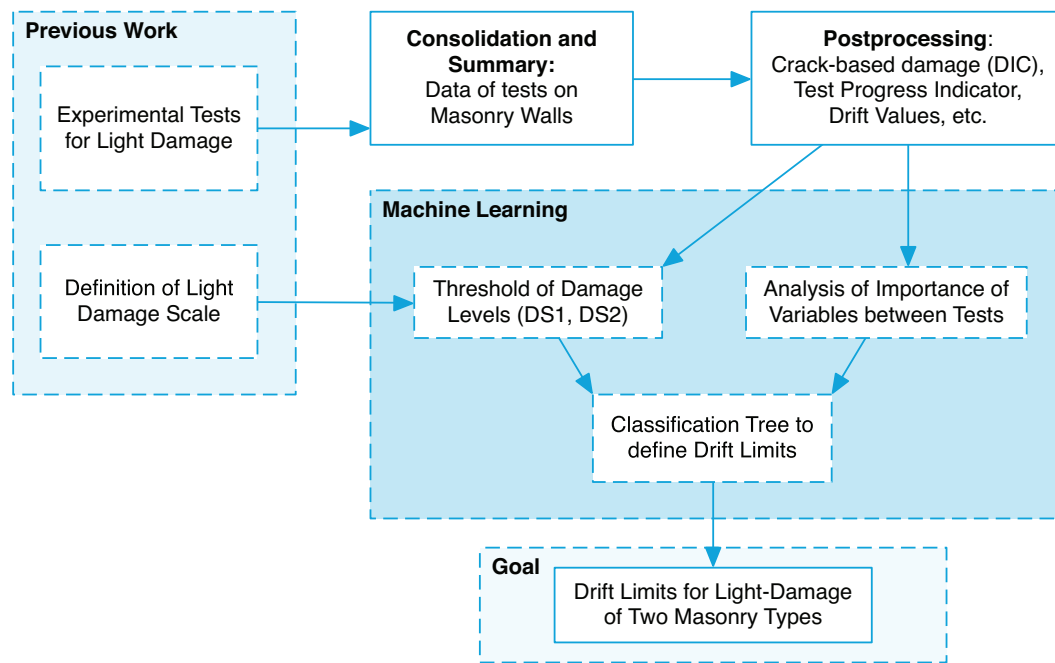 Previous Work
Experimental Tests
for Light Damage
Definition of Light
Damage Scale
Consolidation and
Summary:
Data of tests on
Masonry Walls
Postprocessing:
Crack-based damage (DIC),
Test Progress Indicator,
Drift Values, etc.
Machine Learning
Threshold of Damage
Levels (DS1, DS2)
Analysis of Importance of
Variables between Tests
Classification Tree to
define Drift Limits
Goal
Drift Limits for Light-Damage
of Two Masonry Types